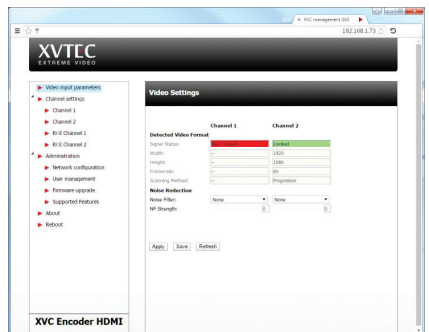 XVC management GUI
192.168.1.73
XVTEC
EXTREME VIDEO
Video input parameters
Channel settings
Channel 1
Channel 2
RX:E Channel 1
RX:E Channel 2
Administration
Network configuration
User management
Firmware upgrade
Supported Features
About
Reboot
XVC Encoder HDMI
Video Settings
Channel 1 Channel 2
Detected Video Format
Signal Status: Locked
Width: -- 1920
Height: -- 1080
Framerate: -- 60
Scanning Method: -- Progressive
Noise Reduction
Noise Filter: None None
NF Strength: 0 0
Apply Save Refresh